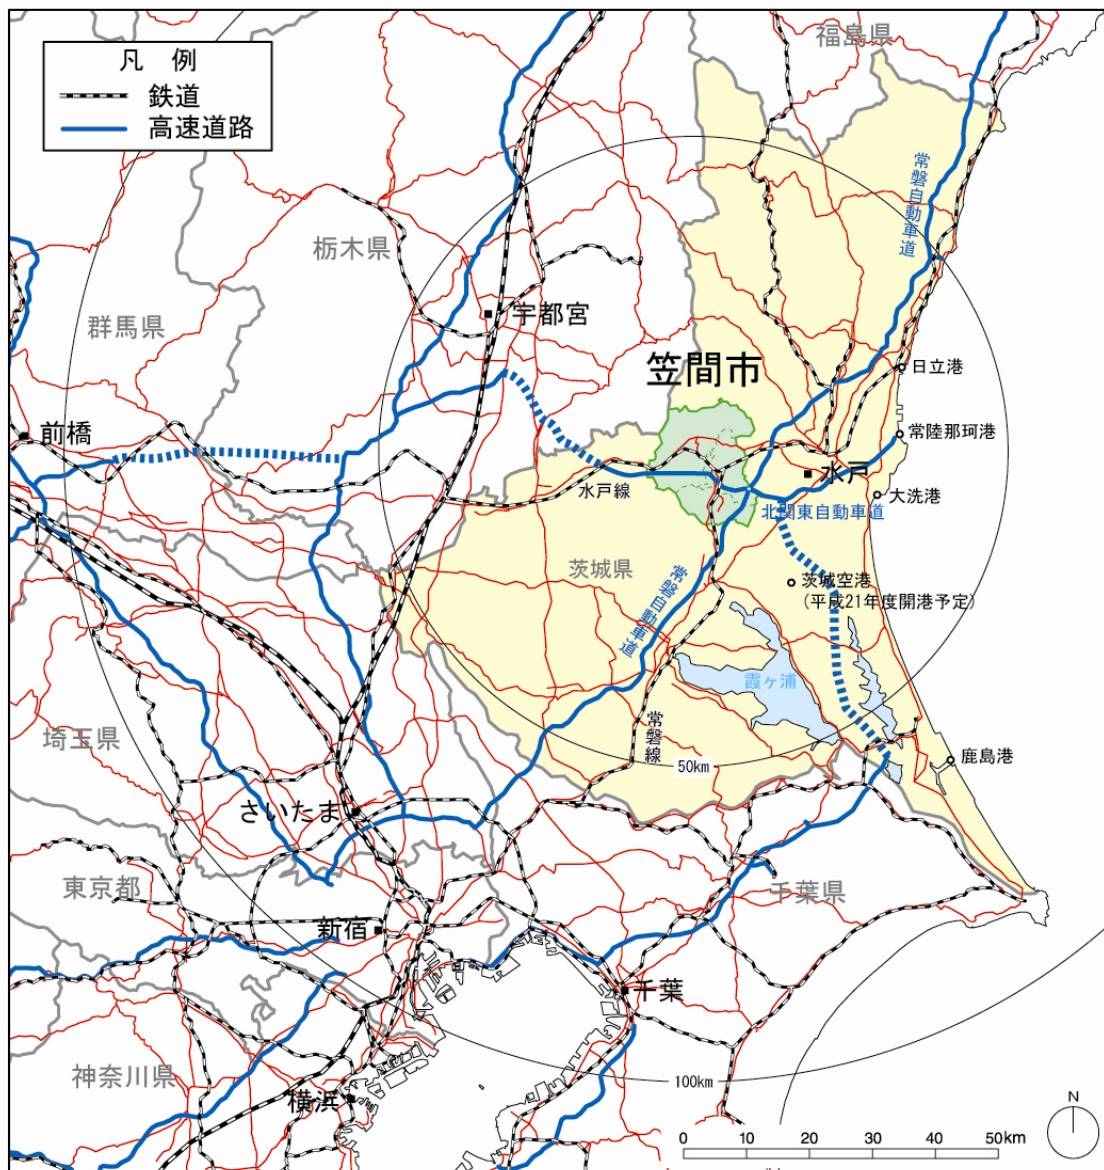 凡 例
鉄道
高速道路
福島県
常磐自動車道
栃木県
群馬県
宇都宮
笠間市
日立港
前橋
常陸那珂港
水戸
水戸線
大洗港
北関東自動車道
茨城県
常磐自動車道
茨城空港
(平成21年度開港予定)
霞ヶ浦
常磐線
埼玉県
50km
鹿島港
さいたま
東京都
千葉県
新宿
千葉
神奈川県
100km
横浜
N
0 10 20 30 40 50km